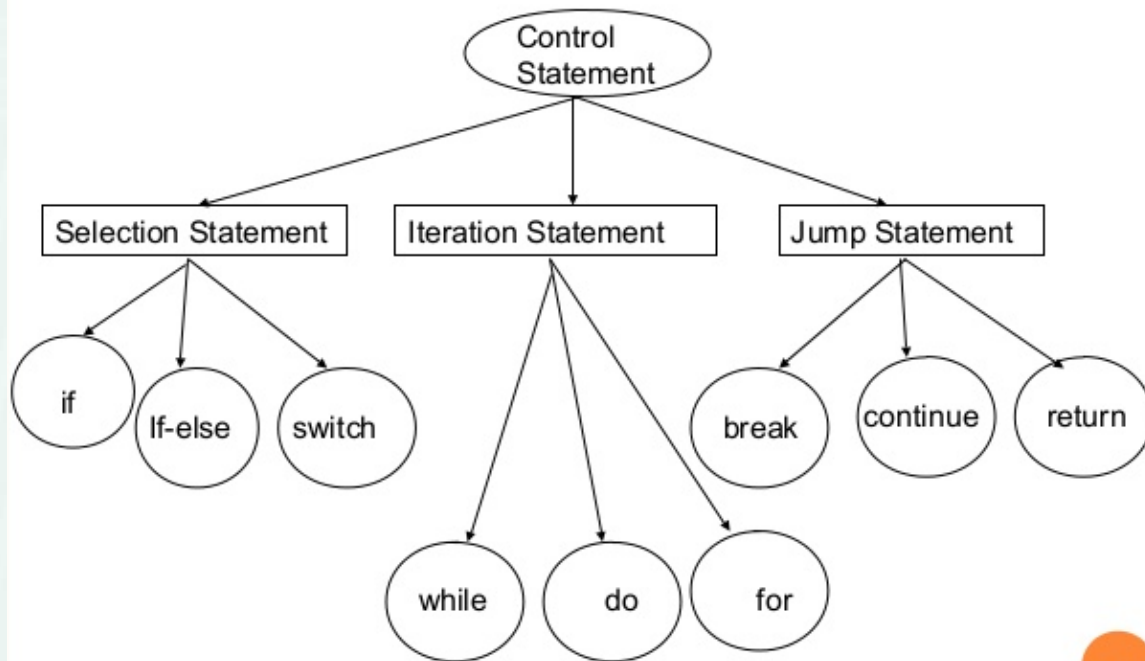 Control
Statement
Selection Statement
Iteration Statement
Jump Statement
if
If-else
switch
break
continue
return
while
do
for